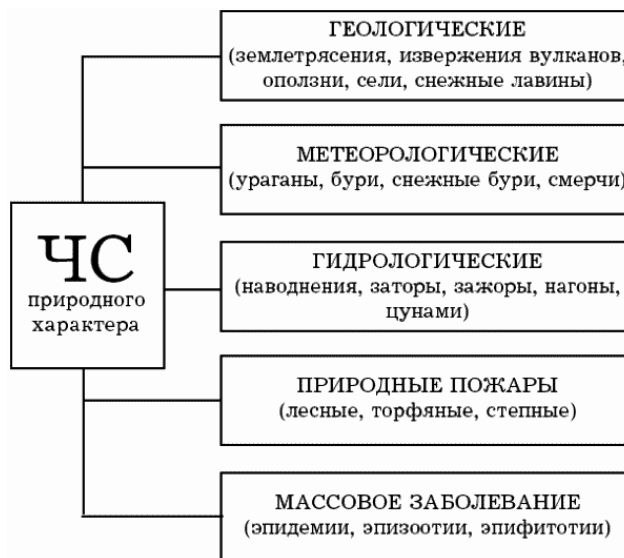 ГЕОЛОГИЧЕСКИЕ
(землетрясения, извержения вулканов,
оползни, сели, снежные лавины)
МЕТЕОРОЛОГИЧЕСКИЕ
(ураганы, бури, снежные бури, смерчи)
ЧС
природного
характера
ГИДРОЛОГИЧЕСКИЕ
(наводнения, заторы, зажоры, нагоны,
цунами)
ПРИРОДНЫЕ ПОЖАРЫ
(лесные, торфяные, степные)
МАССОВОЕ ЗАБОЛЕВАНИЕ
(эпидемии, эпизоотии, эпифитотии)